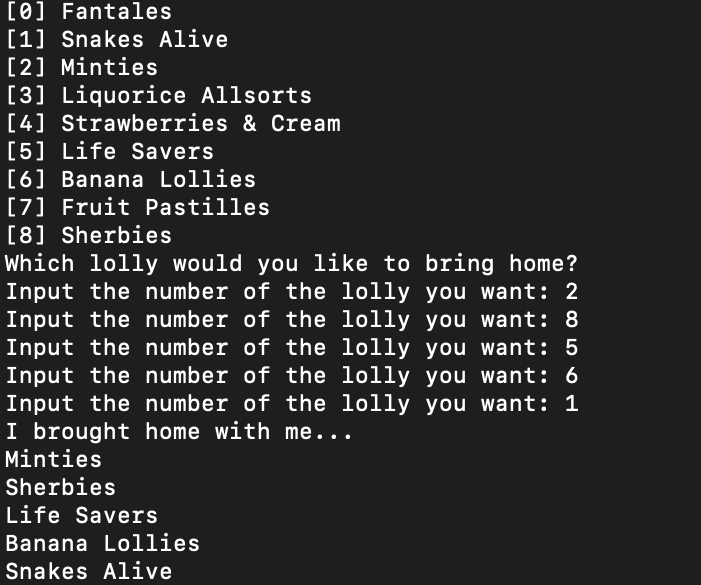 [0] Fantales
[1] Snakes Alive
[2] Minties
[3] Liquorice Allsorts
[4] Strawberries & Cream
[5] Life Savers
[6] Banana Lollies
[7] Fruit Pastilles
[8] Sherbies
Which lolly would you like to bring home?
Input the number of the lolly you want: 2
Input the number of the lolly you want: 8
Input the number of the lolly you want: 5
Input the number of the lolly you want: 6
Input the number of the lolly you want: 1
I brought home with me...
Minties
Sherbies
Life Savers
Banana Lollies
Snakes Alive